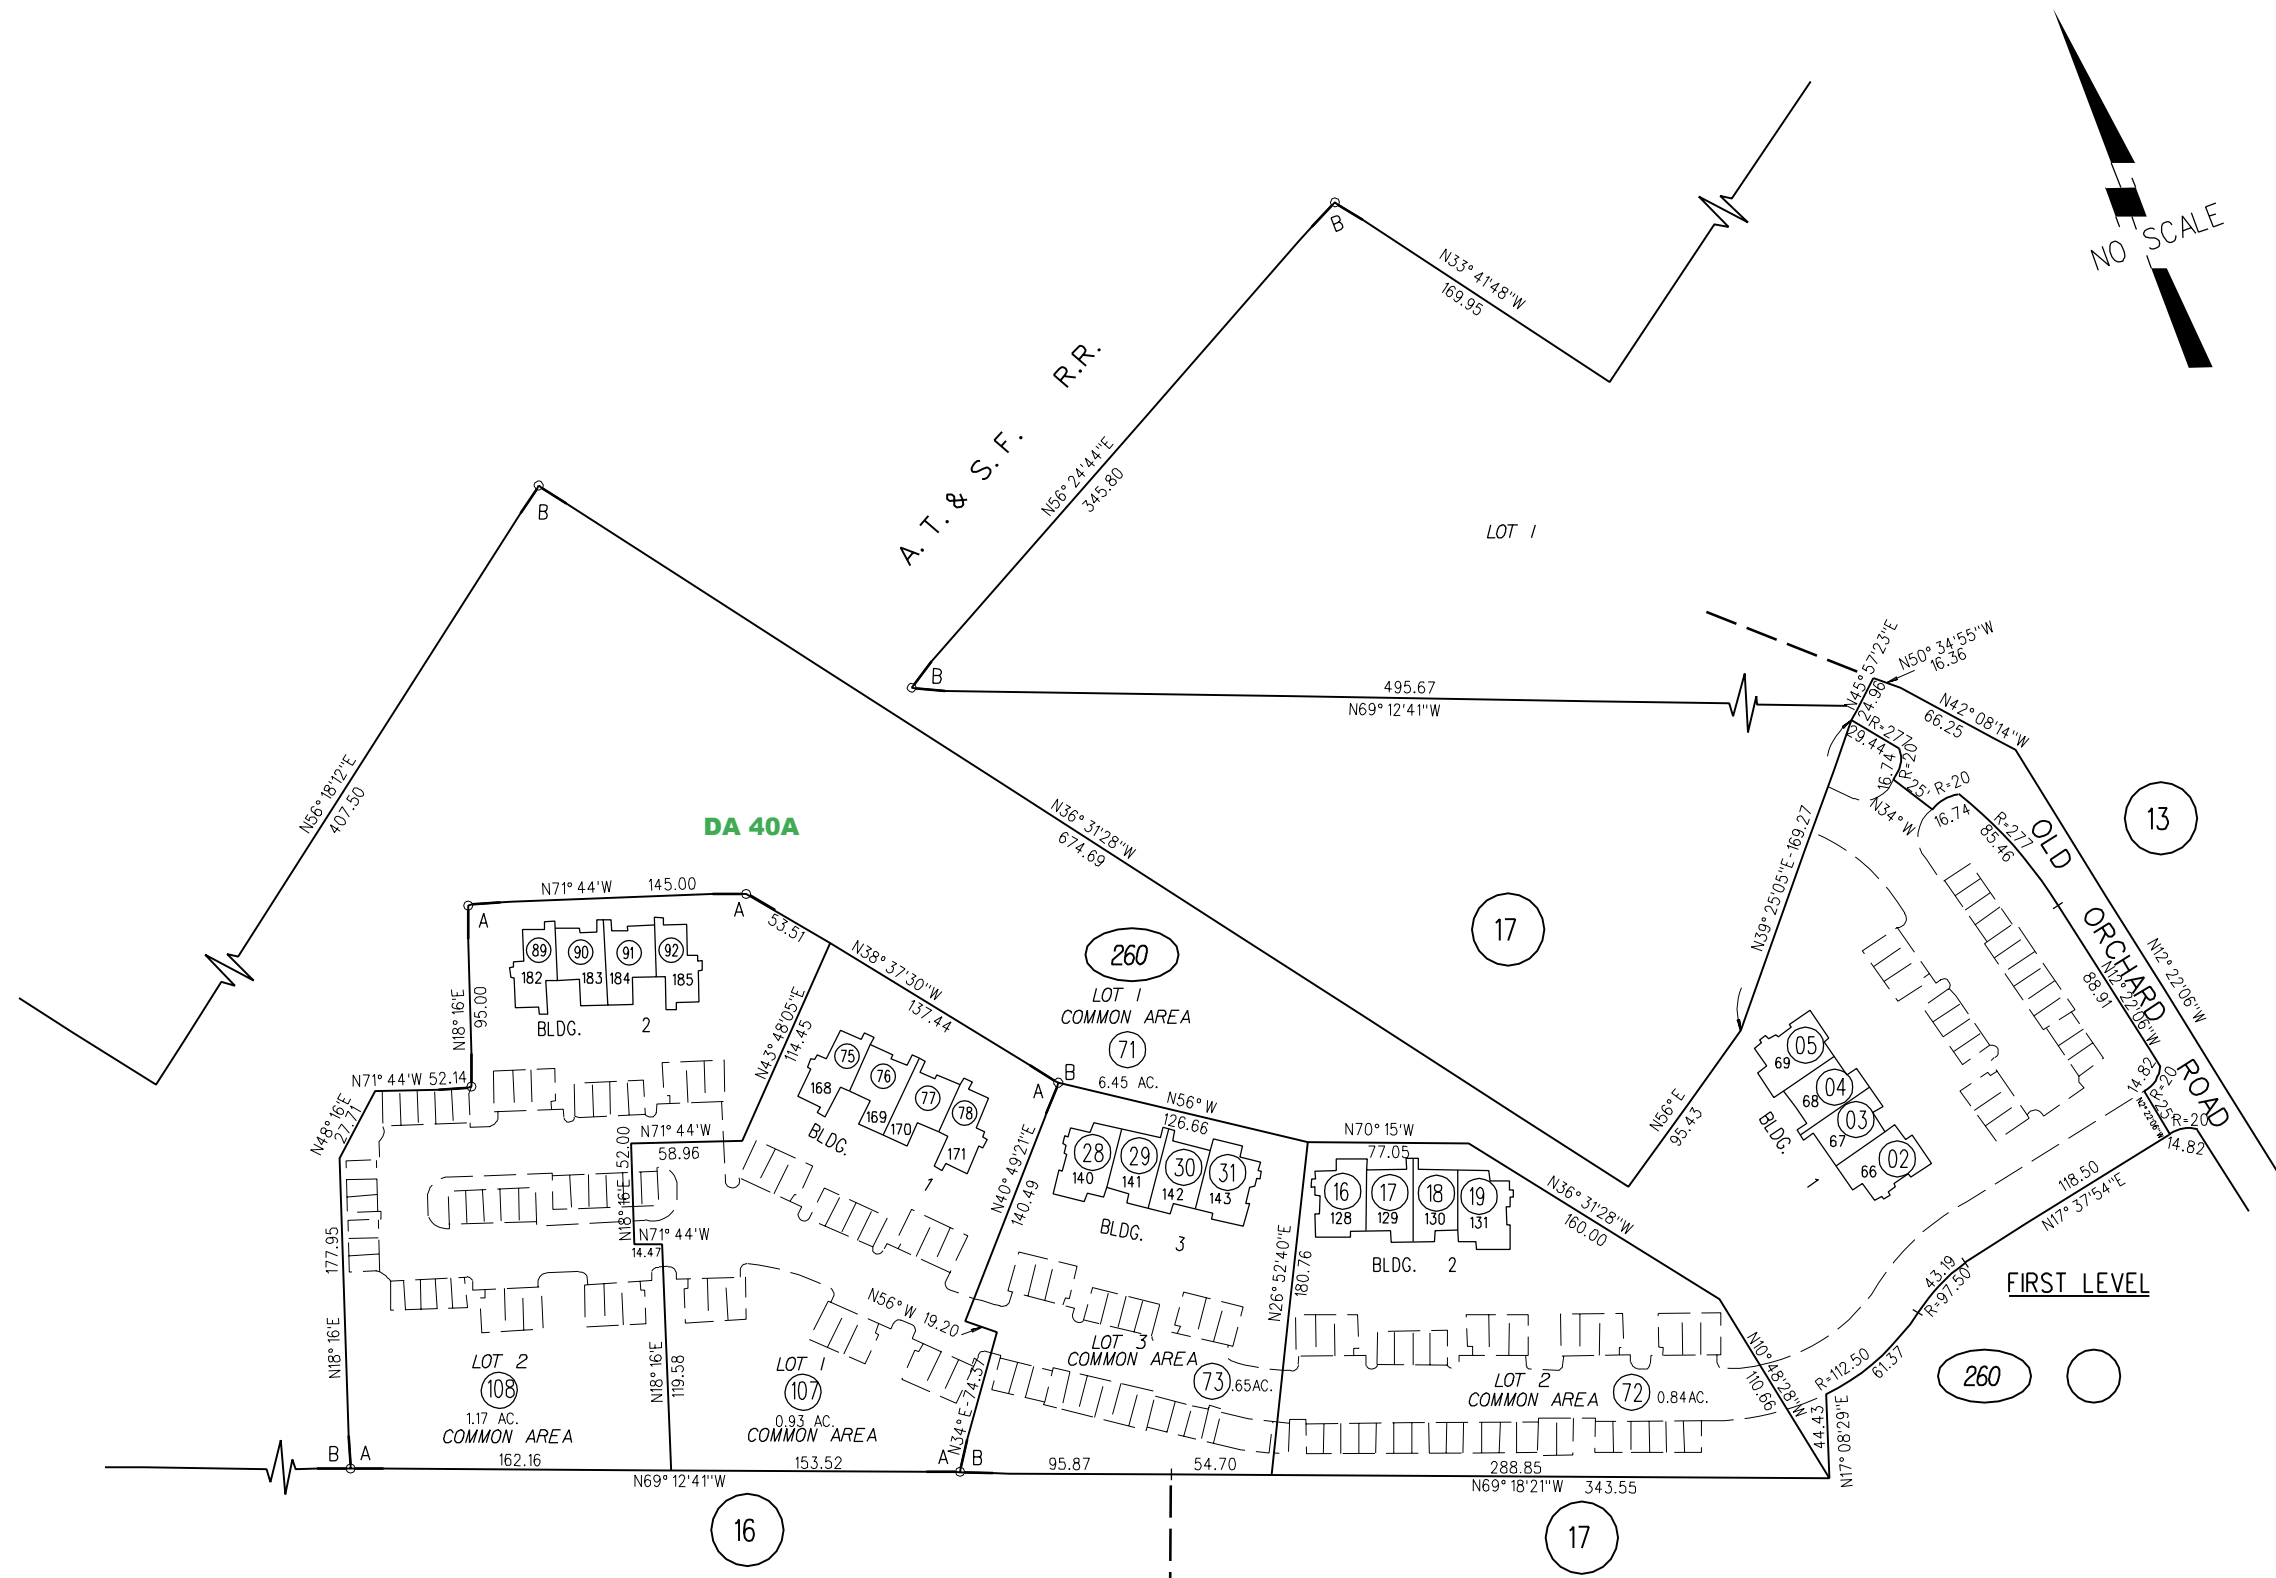 NO SCALE
B
N33°41'48"W
169.95
A. T. & S. F. R.R.
N56°24'44"E
345.80
LOT 1
B
B
495.67
N69°12'41"W
N45°57'23"E
24.96
N50°34'55"W
16.36
N42°08'14"W
66.25
R=277
29.44
R=20
16.74
25'
N34°W
R=20
16.74
R=277
85.46
OLD ORCHARD ROAD
13
N56°18'12"E
407.50
DA 40A
N36°31'28"W
674.69
N39°25'05"E-169.27
17
N12°22'06"W
88.91
N12°22'06"W
N71°44'W 145.00
A
A
53.51
89 90 91 92
182 183 184 185
BLDG. 2
N18°16'E
95.00
N38°37'30"W
137.44
260
LOT 1
COMMON AREA
71
6.45 AC.
N43°48'05"E
114.45
N71°44'W 52.14
N48°16'E
27.71
75 76 77 78
168 169 170 171
BLDG. 1
A
B
N56°W
126.66
N70°15'W
77.05
N56°E
95.43
05 04 03 02
69 68 67 66
BLDG. 1
14.82
R=20
25'
R=20
14.82
118.50
N17°37'54"E
N18°16'E 52.00
N71°44'W
58.96
N40°49'21"E
140.49
28 29 30 31
140 141 142 143
BLDG. 3
16 17 18 19
128 129 130 131
BLDG. 2
N36°31'28"W
160.00
N26°52'40"E
180.76
177.95
N18°16'E
N71°44'W
14.47
N18°16'E
119.58
N56°W 19.20
43.19
R=97.50
FIRST LEVEL
260
LOT 2
108
1.17 AC.
COMMON AREA
LOT 1
107
0.93 AC.
COMMON AREA
N34°E-74.37
LOT 3
COMMON AREA
73
.65AC.
LOT 2
COMMON AREA
72
0.84AC.
N10°48'28"W
110.66
R=112.50
61.37
44.43
N17°08'29"E
B A
162.16
153.52
N69°12'41"W
A B
95.87
54.70
288.85
N69°18'21"W 343.55
16
17